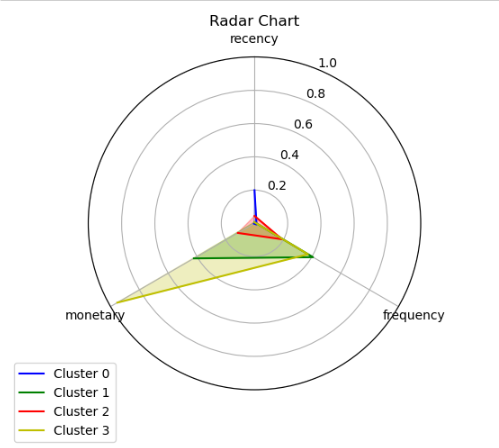 Radar Chart
recency
1.0
0.8
0.6
0.4
0.2
monetary
frequency
Cluster 0
Cluster 1
Cluster 2
Cluster 3